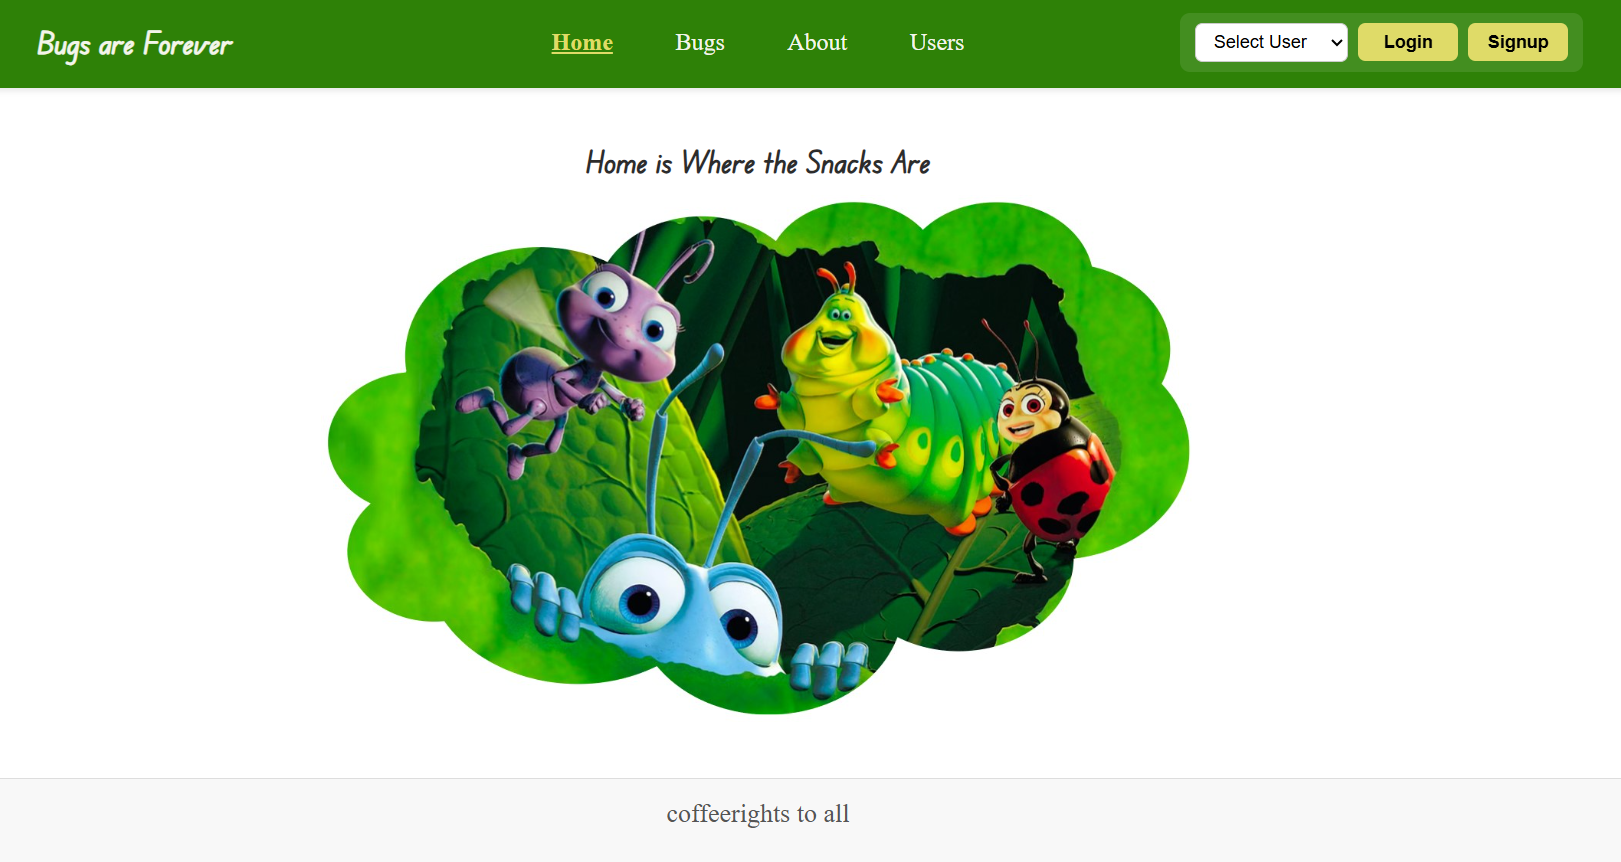 Bugs are Forever
Home Bugs About Users
Select User Login Signup
Home is Where the Snacks Are
coffeerights to all